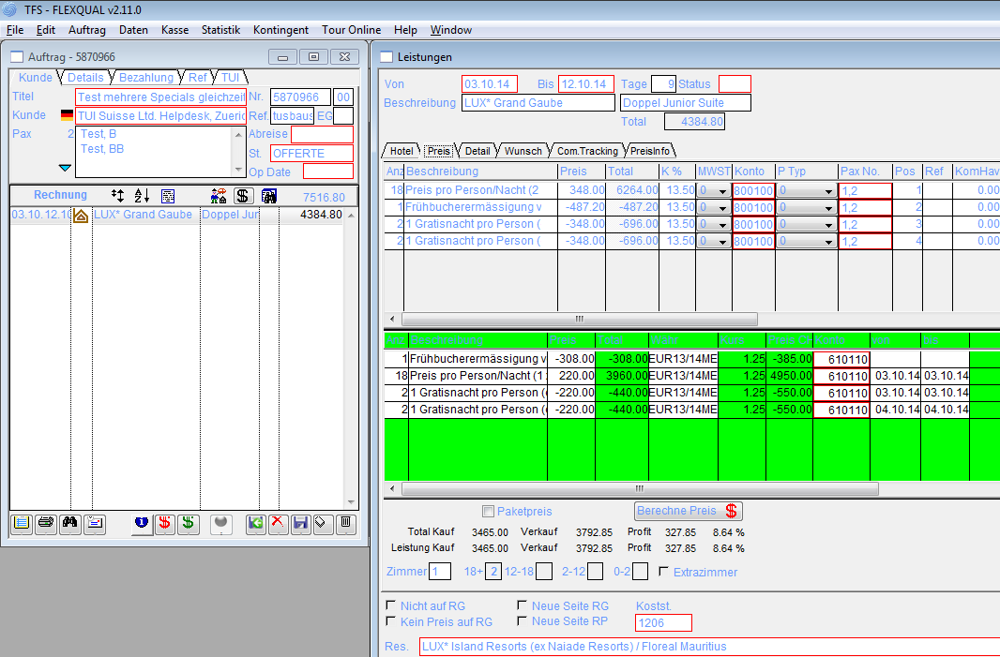 TFS - FLEXQUAL v2.11.0
File Edit Auftrag Daten Kasse Statistik Kontingent Tour Online Help Window
Auftrag - 5870966
Kunde Details Bezahlung Ref TUI
Titel Test mehrere Specials gleichzeit Nr. 5870966 00
Kunde TUI Suisse Ltd. Helpdesk, Zueric Ref. tusbaus EG
Pax 2 Test, B Abreise
Test, BB St. OFFERTE
Op Date
Rechnung 7516.80
03.10. 12.10 LUX* Grand Gaube Doppel Jur 4384.80
Leistungen
Von 03.10.14 Bis 12.10.14 Tage 9 Status
Beschreibung LUX* Grand Gaube Doppel Junior Suite
Total 4384.80
Hotel Preis Detail Wunsch Com.Tracking PreisInfo
Anz Beschreibung Preis Total K % MWST Konto P Typ Pax No. Pos Ref KomHav
18 Preis pro Person/Nacht (2 348.00 6264.00 13.50 0 800100 0 1,2 1 0.00
1 Frühbucherermässigung v -487.20 -487.20 13.50 0 800100 0 1,2 2 0.00
2 1 Gratisnacht pro Person ( -348.00 -696.00 13.50 0 800100 0 1,2 3 0.00
2 1 Gratisnacht pro Person ( -348.00 -696.00 13.50 0 800100 0 1,2 4 0.00
Anz Beschreibung Preis Total Währ Kurs Preis CH Konto von bis
1 Frühbucherermässigung v -308.00 -308.00 EUR13/14ME 1.25 -385.00 610110
18 Preis pro Person/Nacht (1 220.00 3960.00 EUR13/14ME 1.25 4950.00 610110 03.10.14 03.10.14
2 1 Gratisnacht pro Person ( -220.00 -440.00 EUR13/14ME 1.25 -550.00 610110 03.10.14 03.10.14
2 1 Gratisnacht pro Person ( -220.00 -440.00 EUR13/14ME 1.25 -550.00 610110 04.10.14 04.10.14
Paketpreis Berechne Preis $
Total Kauf 3465.00 Verkauf 3792.85 Profit 327.85 8.64 %
Leistung Kauf 3465.00 Verkauf 3792.85 Profit 327.85 8.64 %
Zimmer 1 18+ 2 12-18 2-12 0-2 Extrazimmer
Nicht auf RG Neue Seite RG Kostst.
Kein Preis auf RG Neue Seite RP 1206
Res. LUX* Island Resorts (ex Naiade Resorts) / Floreal Mauritius